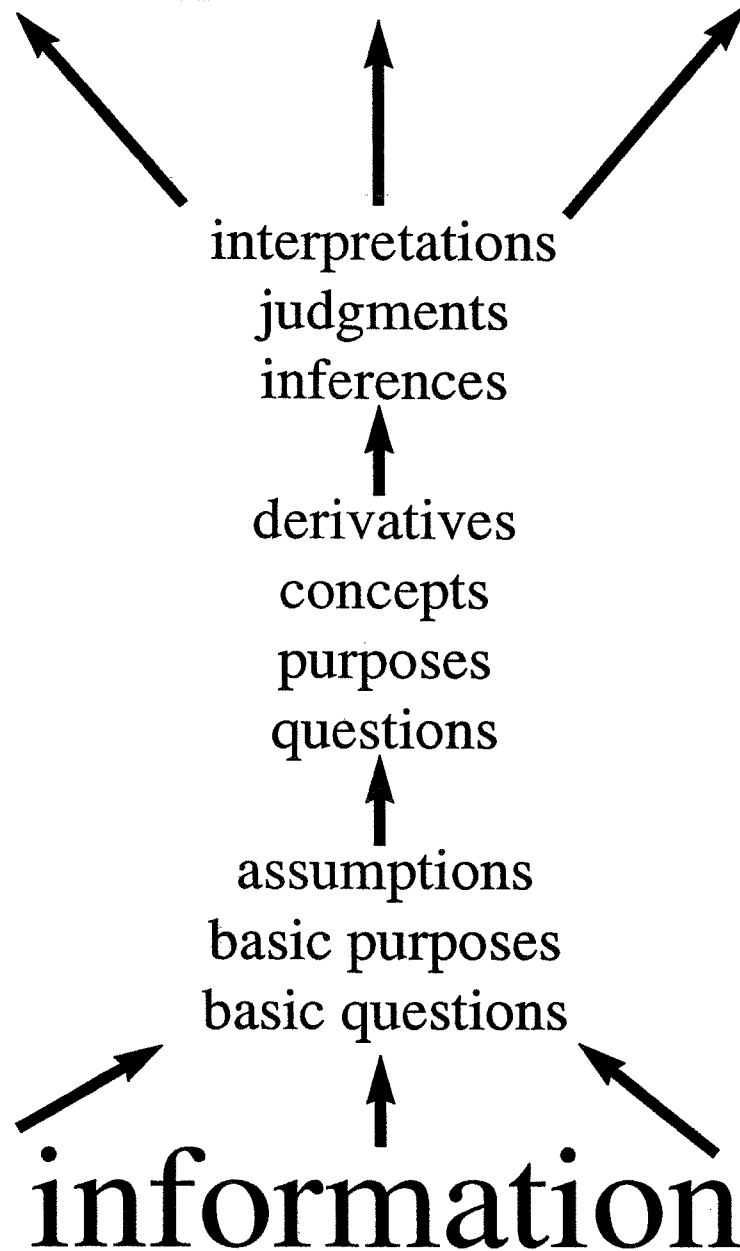 interpretations
judgments
inferences
derivatives
concepts
purposes
questions
assumptions
basic purposes
basic questions
information